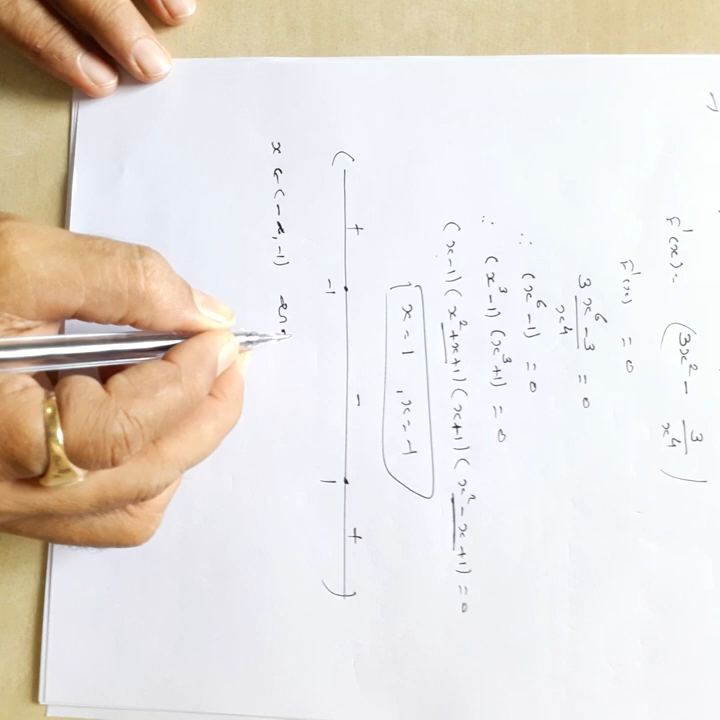 F'(x) = (3x² - 3/x⁴)
F'(x) = 0
3x⁶ - 3 / x⁴ = 0
∴ (x⁶ - 1) = 0
∴ (x³ - 1) (x³ + 1) = 0
(x - 1) (x² + x + 1) (x + 1) (x² - x + 1) = 0
x = 1 , x = -1
( + -1 - 1 + )
x ∈ (-∞, -1)